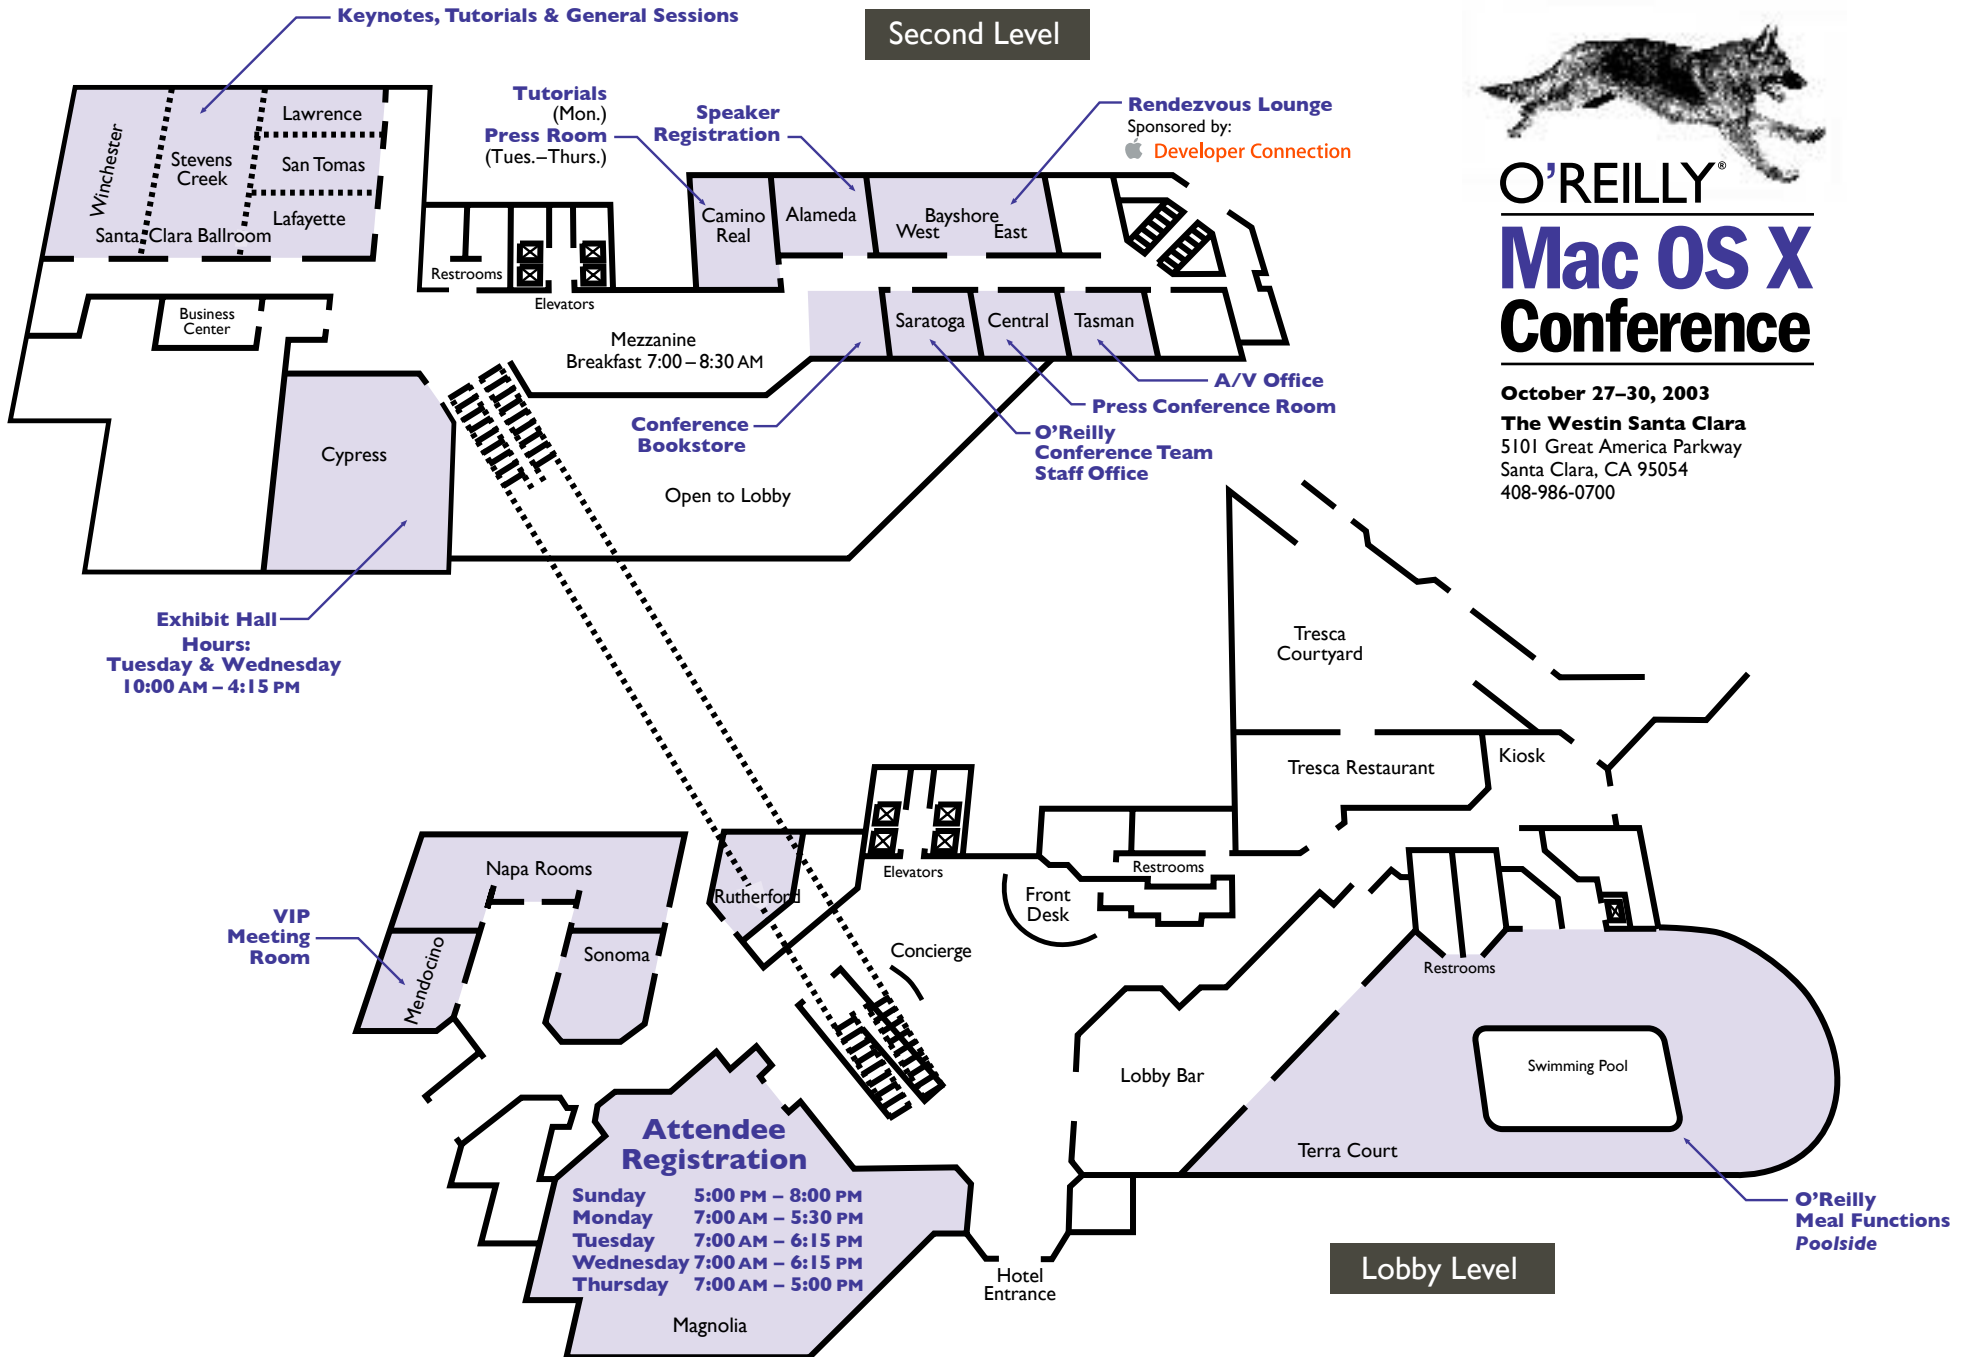 Keynotes, Tutorials & General Sessions
Second Level
Tutorials
(Mon.)
Press Room
(Tues.–Thurs.)
Speaker
Registration
Rendezvous Lounge
Sponsored by:
Developer Connection
O'REILLY®
Mac OS X
Conference
October 27–30, 2003
The Westin Santa Clara
5101 Great America Parkway
Santa Clara, CA 95054
408-986-0700
Winchester
Stevens
Creek
Lawrence
San Tomas
Lafayette
Santa Clara Ballroom
Restrooms
Elevators
Camino
Real
Alameda
Bayshore
West
East
Business
Center
Mezzanine
Breakfast 7:00 – 8:30 AM
Saratoga
Central
Tasman
A/V Office
Press Conference Room
O'Reilly
Conference Team
Staff Office
Conference
Bookstore
Cypress
Open to Lobby
Exhibit Hall
Hours:
Tuesday & Wednesday
10:00 AM – 4:15 PM
Tresca
Courtyard
Tresca Restaurant
Kiosk
Napa Rooms
Rutherford
Elevators
Restrooms
Front
Desk
VIP
Meeting
Room
Mendocino
Sonoma
Concierge
Restrooms
Swimming Pool
Lobby Bar
Terra Court
Attendee
Registration
Sunday 5:00 PM – 8:00 PM
Monday 7:00 AM – 5:30 PM
Tuesday 7:00 AM – 6:15 PM
Wednesday 7:00 AM – 6:15 PM
Thursday 7:00 AM – 5:00 PM
Magnolia
Hotel
Entrance
Lobby Level
O'Reilly
Meal Functions
Poolside